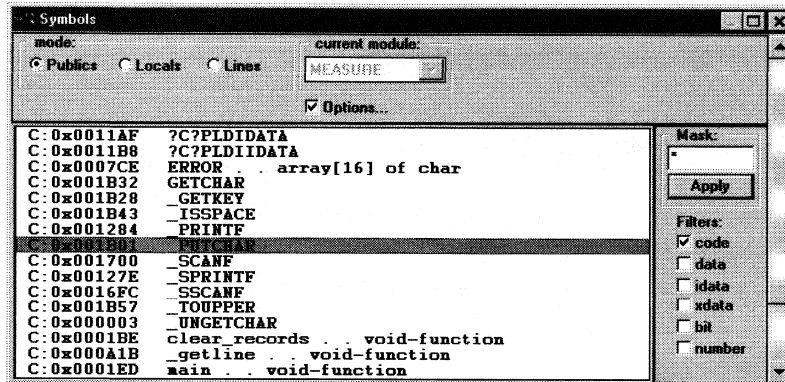 Symbols
mode:
Publics Locals Lines
current module:
MEASURE
Options...
C:0x0011AF ?C?PLDIDATA
C:0x0011B8 ?C?PLDIIDATA
C:0x0007CE ERROR . . array[16] of char
C:0x001B32 GETCHAR
C:0x001B28 _GETKEY
C:0x001B43 _ISSPACE
C:0x001284 _PRINTF
C:0x001B01 _PUTCHAR
C:0x001700 _SCANF
C:0x00127E _SPRINTF
C:0x0016FC _SSCANF
C:0x001B57 _TOUPPER
C:0x000003 _UNGETCHAR
C:0x0001BE clear_records . . void-function
C:0x000A1B _getline . . void-function
C:0x0001ED main . . void-function
Mask:
*
Apply
Filters:
code
data
idata
xdata
bit
number